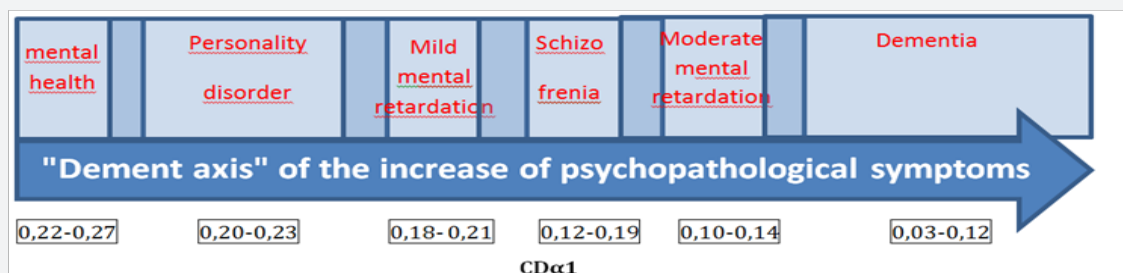 mental
health
Personality
disorder
Mild
mental
retardation
Schizo
frenia
Moderate
mental
retardation
Dementia
"Dement axis" of the increase of psychopathological symptoms
0,22-0,27
0,20-0,23
0,18- 0,21
0,12-0,19
0,10-0,14
0,03-0,12
CDα1